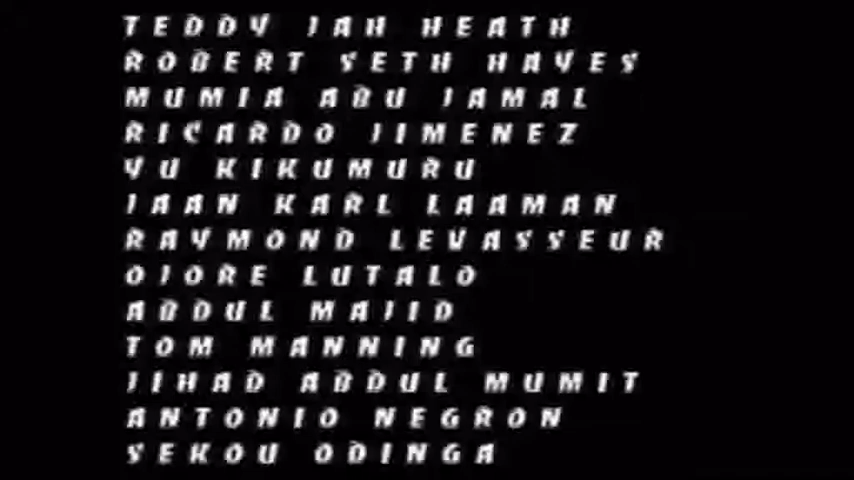 TEDDY JAH HEATH
ROBERT SETH HAYES
MUMIA ABU JAMAL
RICARDO JIMENEZ
YU KIKUMURU
JAAN KARL LAAMAN
RAYMOND LEVASSEUR
OJORE LUTALO
ABDUL MAJID
TOM MANNING
JIHAD ABDUL MUMIT
ANTONIO NEGRON
SEKOU ODINGA